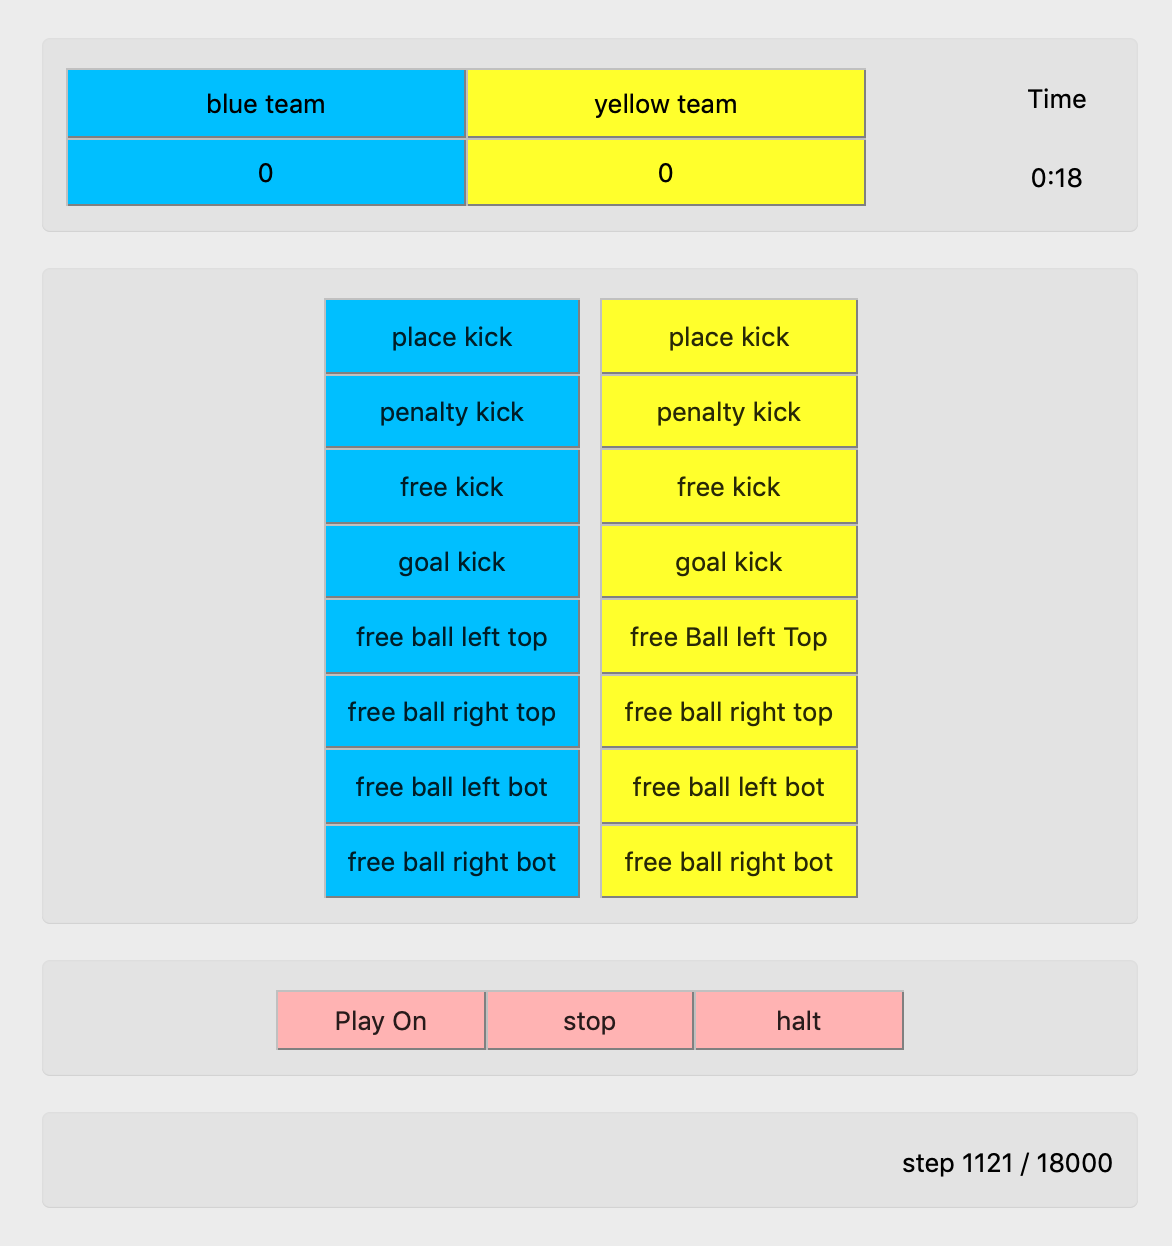 blue team yellow team Time
0 0 0:18
place kick place kick
penalty kick penalty kick
free kick free kick
goal kick goal kick
free ball left top free Ball left Top
free ball right top free ball right top
free ball left bot free ball left bot
free ball right bot free ball right bot
Play On stop halt
step 1121 / 18000